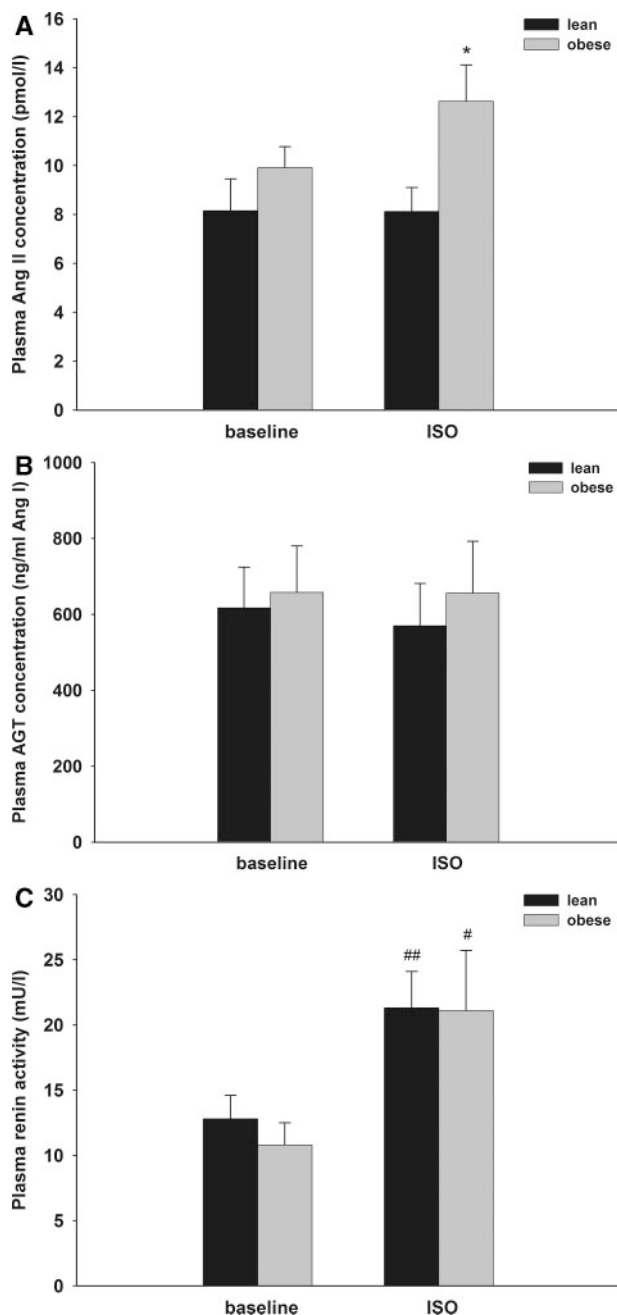 A
Plasma Ang II concentration (pmol/l)
16
14
12
10
8
6
4
2
0
lean
obese
*
baseline
ISO
B
Plasma AGT concentration (ng/ml Ang I)
1000
800
600
400
200
0
lean
obese
baseline
ISO
C
Plasma renin activity (mU/l)
30
25
20
15
10
5
0
lean
obese
##
#
baseline
ISO